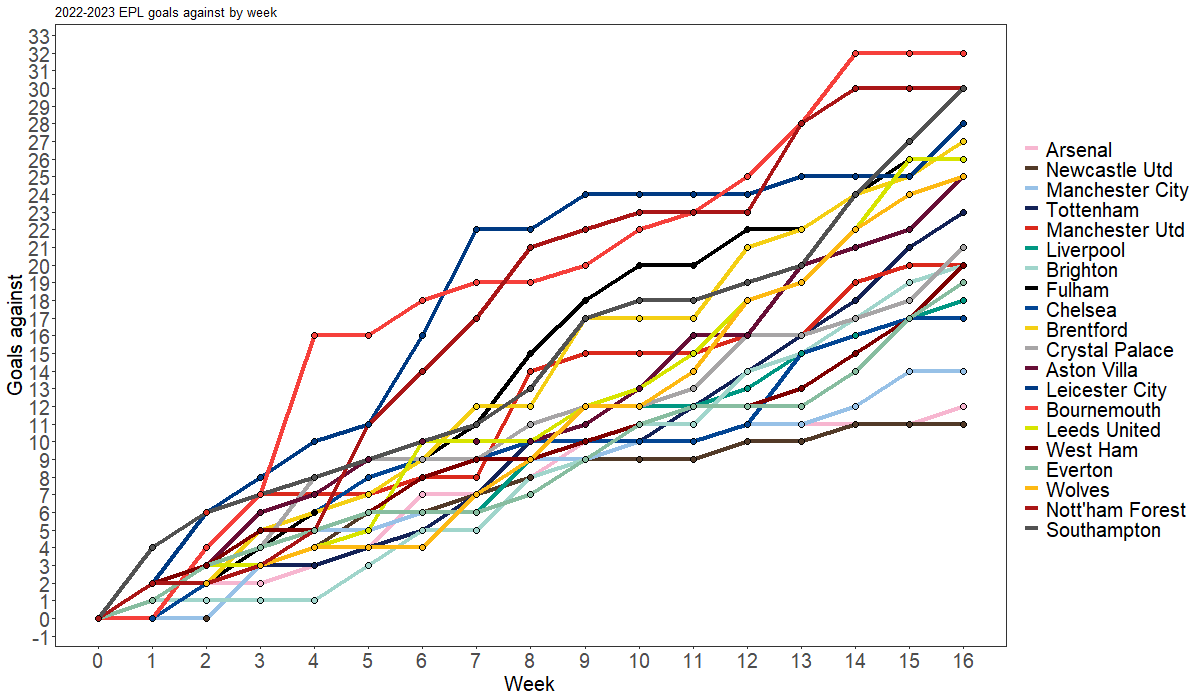 2022-2023 EPL goals against by week
33
32
31
30
29
28
27
26
25
24
23
22
21
20
19
18
17
16
15
14
13
12
11
10
9
8
7
6
5
4
3
2
1
0
-1
Goals against
0 1 2 3 4 5 6 7 8 9 10 11 12 13 14 15 16
Week
Arsenal
Newcastle Utd
Manchester City
Tottenham
Manchester Utd
Liverpool
Brighton
Fulham
Chelsea
Brentford
Crystal Palace
Aston Villa
Leicester City
Bournemouth
Leeds United
West Ham
Everton
Wolves
Nott'ham Forest
Southampton